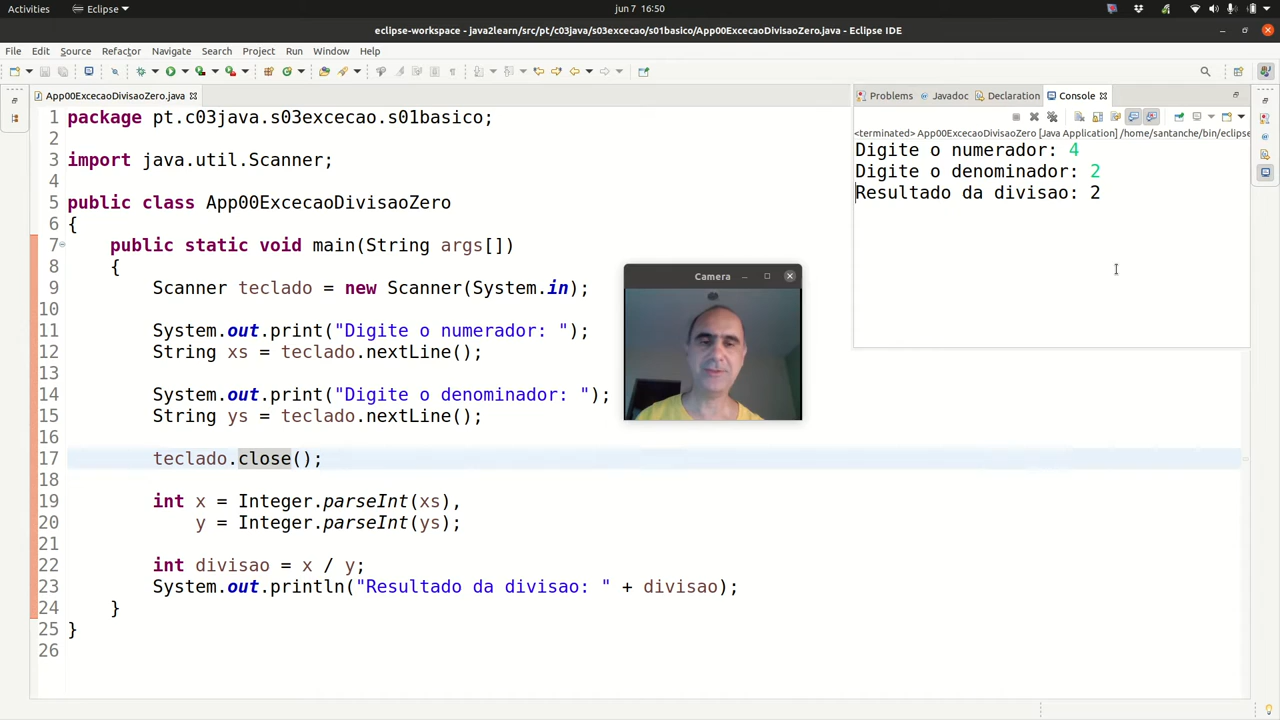 Activities
Eclipse
jun 7 16:50
eclipse-workspace - java2learn/src/pt/c03java/s03excecao/s01basico/App00ExcecaoDivisaoZero.java - Eclipse IDE
File Edit Source Refactor Navigate Search Project Run Window Help
App00ExcecaoDivisaoZero.java
1 package pt.c03java.s03excecao.s01basico;
2
3 import java.util.Scanner;
4
5 public class App00ExcecaoDivisaoZero
6 {
7 public static void main(String args[])
8 {
9 Scanner teclado = new Scanner(System.in);
10
11 System.out.print("Digite o numerador: ");
12 String xs = teclado.nextLine();
13
14 System.out.print("Digite o denominador: ");
15 String ys = teclado.nextLine();
16
17 teclado.close();
18
19 int x = Integer.parseInt(xs),
20 y = Integer.parseInt(ys);
21
22 int divisao = x / y;
23 System.out.println("Resultado da divisao: " + divisao);
24 }
25 }
26
Camera
Problems Javadoc Declaration Console
<terminated> App00ExcecaoDivisaoZero [Java Application] /home/santanche/bin/eclipse
Digite o numerador: 4
Digite o denominador: 2
Resultado da divisao: 2